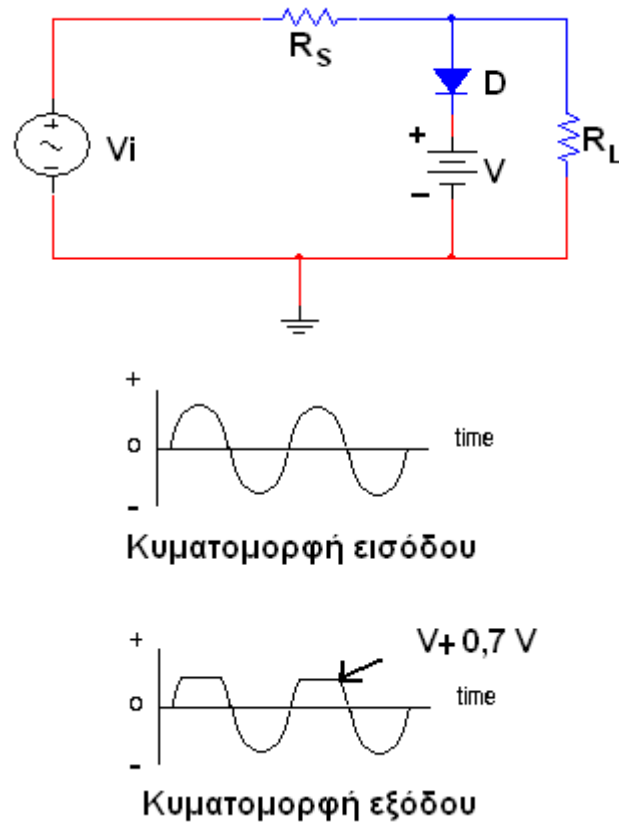 R_S
D
Vi
+
~
-
+
V
-
R_L
+
o
time
-
Κυματομορφή εισόδου
V+ 0,7 V
+
o
time
-
Κυματομορφή εξόδου